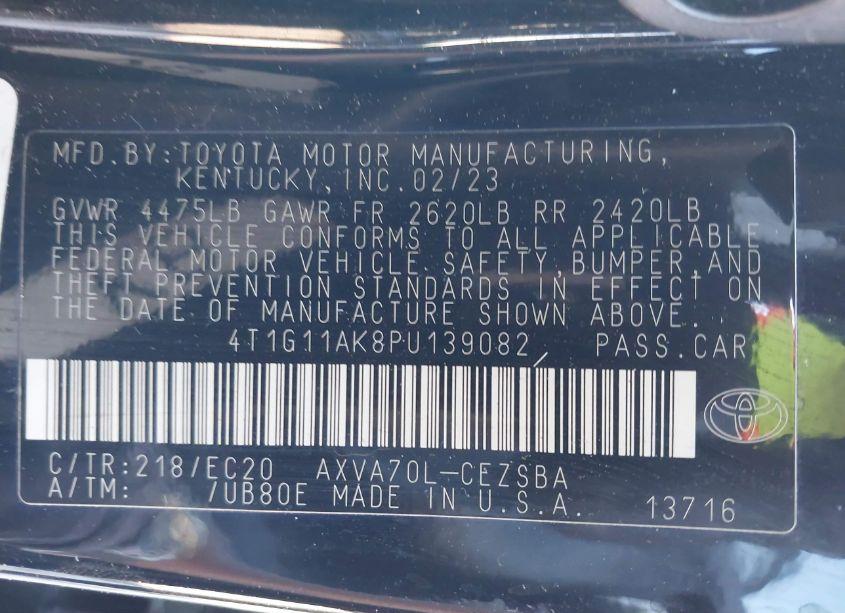 MFD.BY:TOYOTA MOTOR MANUFACTURING,
KENTUCKY,INC.02/23
GVWR 4475LB GAWR FR 2620LB RR 2420LB
THIS VEHICLE CONFORMS TO ALL APPLICABLE
FEDERAL MOTOR VEHICLE SAFETY,BUMPER,AND
THEFT PREVENTION STANDARDS IN EFFECT ON
THE DATE OF MANUFACTURE SHOWN ABOVE.
4T1G11AK8PU139082, PASS.CAR
C/TR:218/EC20 AXVA70L-CEZSBA
A/TM: /UB80E MADE IN U.S.A. 13716